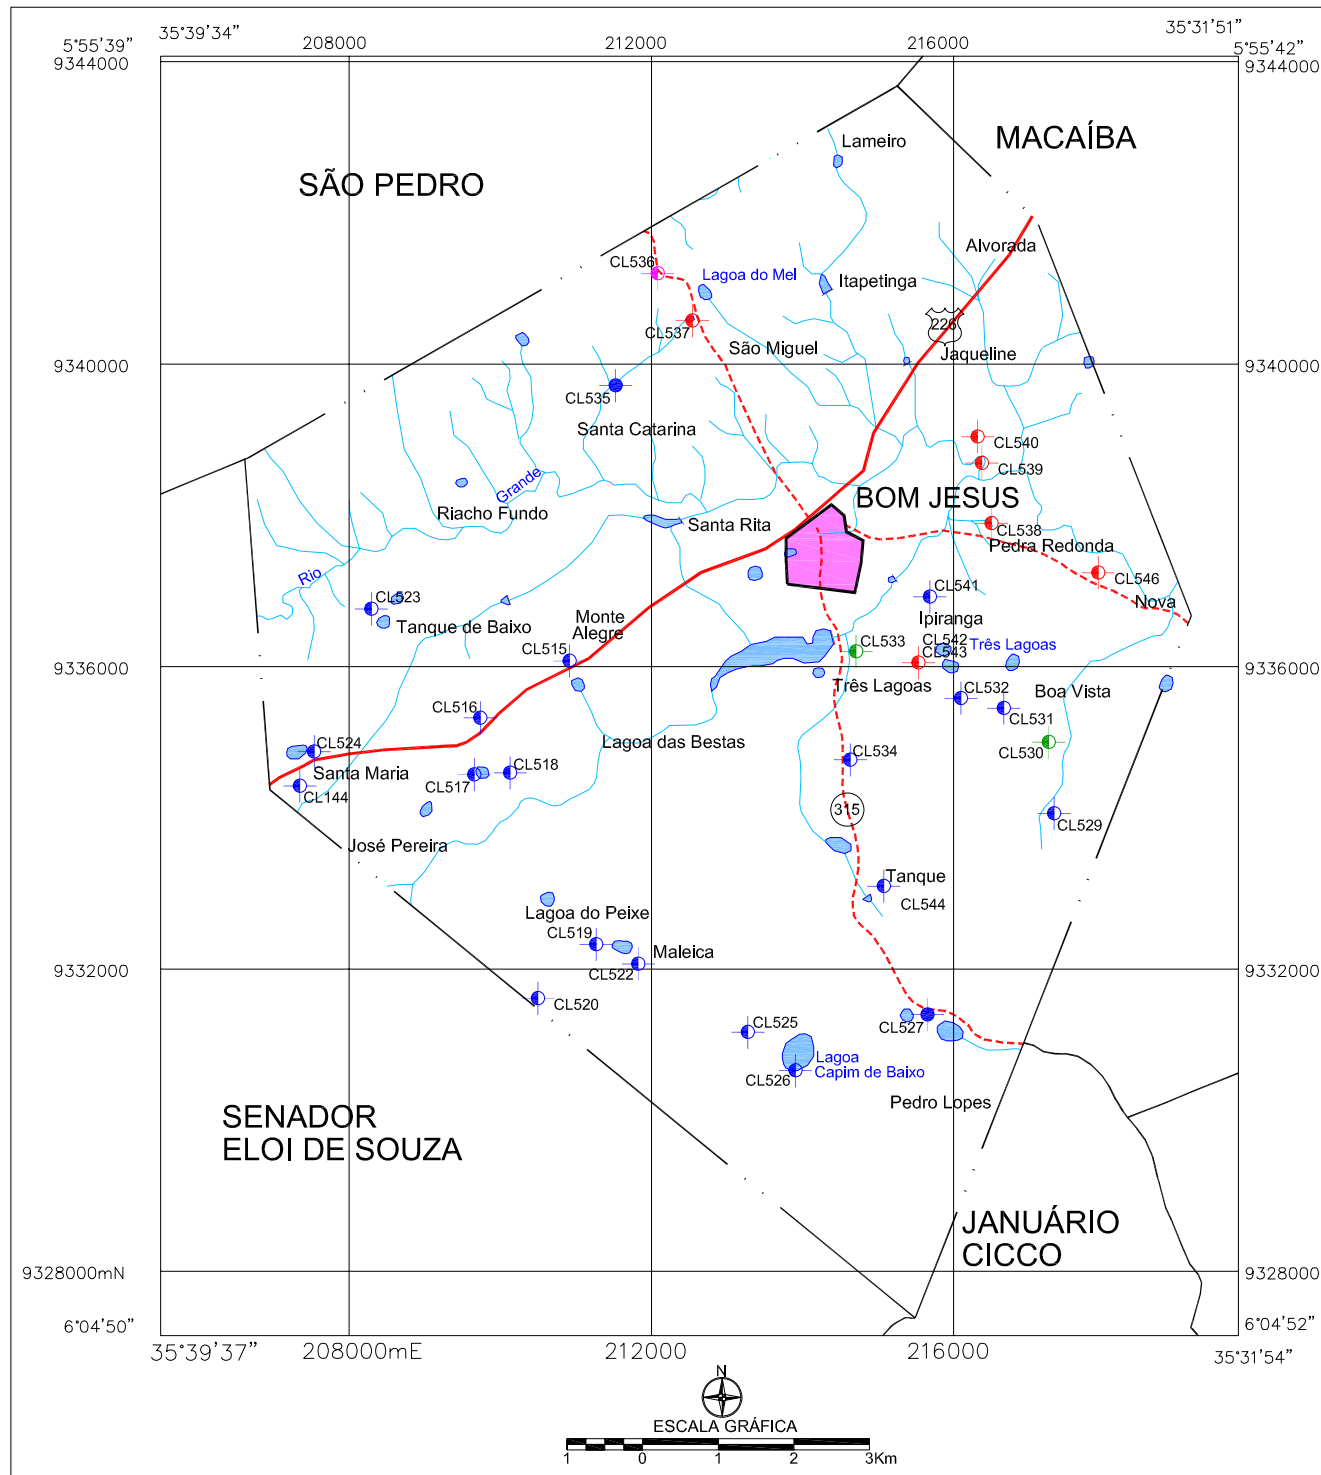 35°39'34"
35°31'51"
5°55'39"
208000
212000
216000
5°55'42"
9344000
9344000
Lameiro
MACAÍBA
SÃO PEDRO
Alvorada
CL536
Lagoa do Mel
Itapetinga
CL537
226
São Miguel
Jaqueline
9340000
9340000
CL535
Santa Catarina
CL540
CL539
Grande
BOM JESUS
Riacho Fundo
Santa Rita
CL538
Pedra Redonda
Rio
CL546
CL523
CL541
Nova
Monte
Alegre
Tanque de Baixo
Ipiranga
CL515
CL533
CL542
CL543
Três Lagoas
9336000
9336000
Três Lagoas
CL532
Boa Vista
CL516
CL531
Lagoa das Bestas
CL524
CL530
CL534
Santa Maria
CL518
CL517
CL144
315
CL529
José Pereira
Tanque
CL544
Lagoa do Peixe
CL519
Maleica
CL522
9332000
9332000
CL520
CL525
CL527
Lagoa
Capim de Baixo
CL526
Pedro Lopes
SENADOR
ELOI DE SOUZA
JANUÁRIO
CICCO
9328000mN
9328000
6°04'50"
6°04'52"
35°39'37"
208000mE
212000
216000
35°31'54"
N
ESCALA GRÁFICA
1 0 1 2 3Km